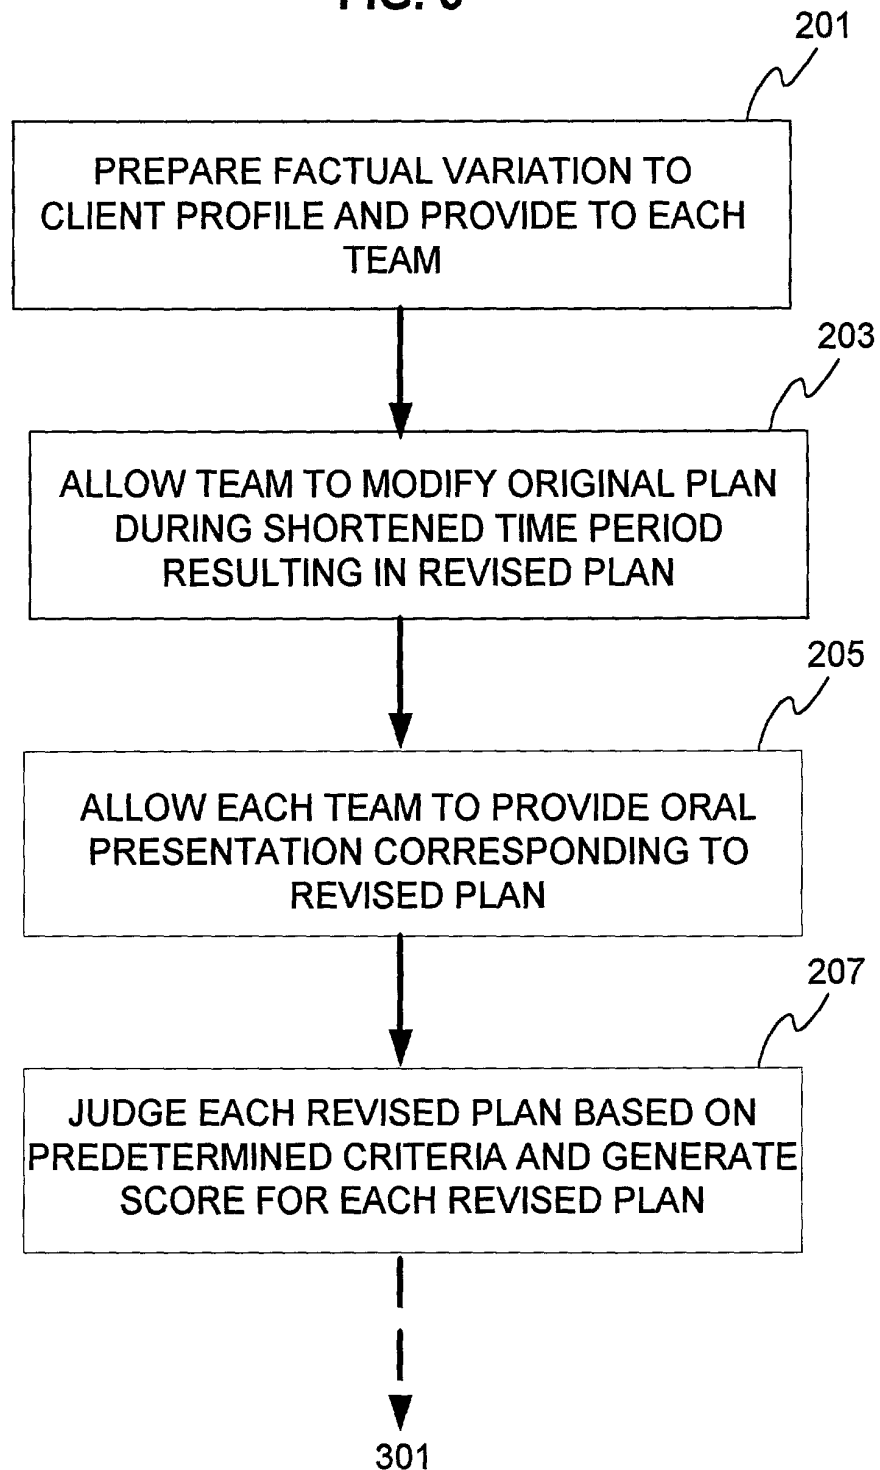 FIG.
201
PREPARE FACTUAL VARIATION TO
CLIENT PROFILE AND PROVIDE TO EACH
TEAM
203
ALLOW TEAM TO MODIFY ORIGINAL PLAN
DURING SHORTENED TIME PERIOD
RESULTING IN REVISED PLAN
205
ALLOW EACH TEAM TO PROVIDE ORAL
PRESENTATION CORRESPONDING TO
REVISED PLAN
207
JUDGE EACH REVISED PLAN BASED ON
PREDETERMINED CRITERIA AND GENERATE
SCORE FOR EACH REVISED PLAN
301